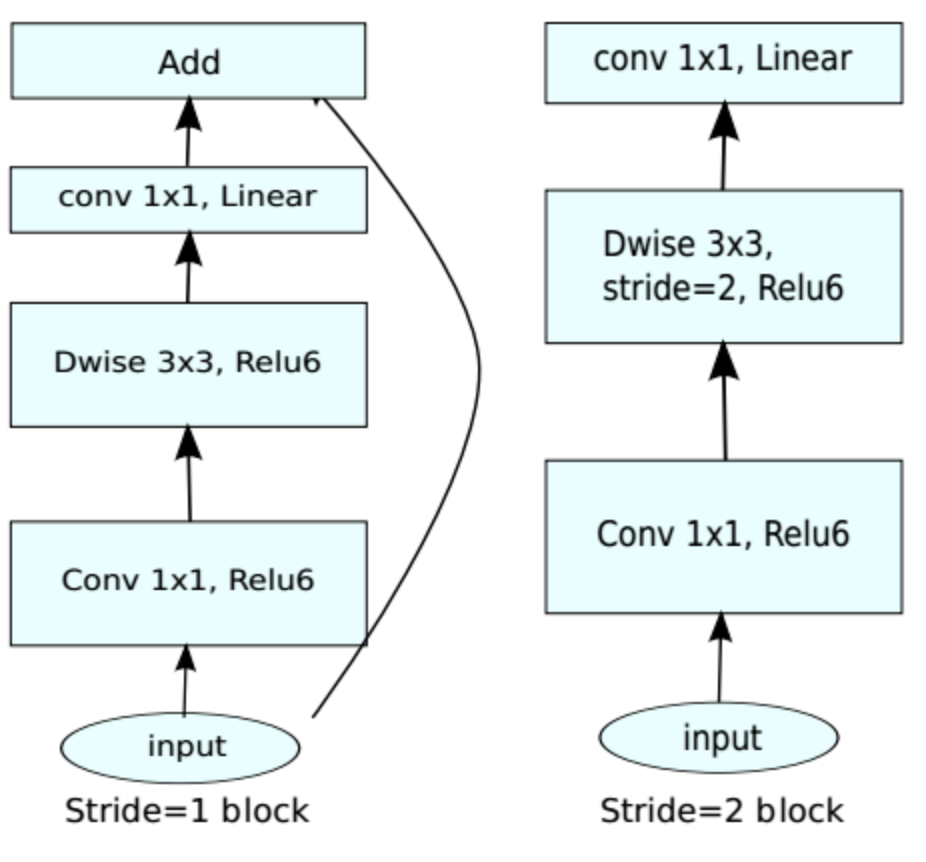 Add
conv 1x1, Linear
Dwise 3x3, Relu6
Conv 1x1, Relu6
input
Stride=1 block
conv 1x1, Linear
Dwise 3x3,
stride=2, Relu6
Conv 1x1, Relu6
input
Stride=2 block